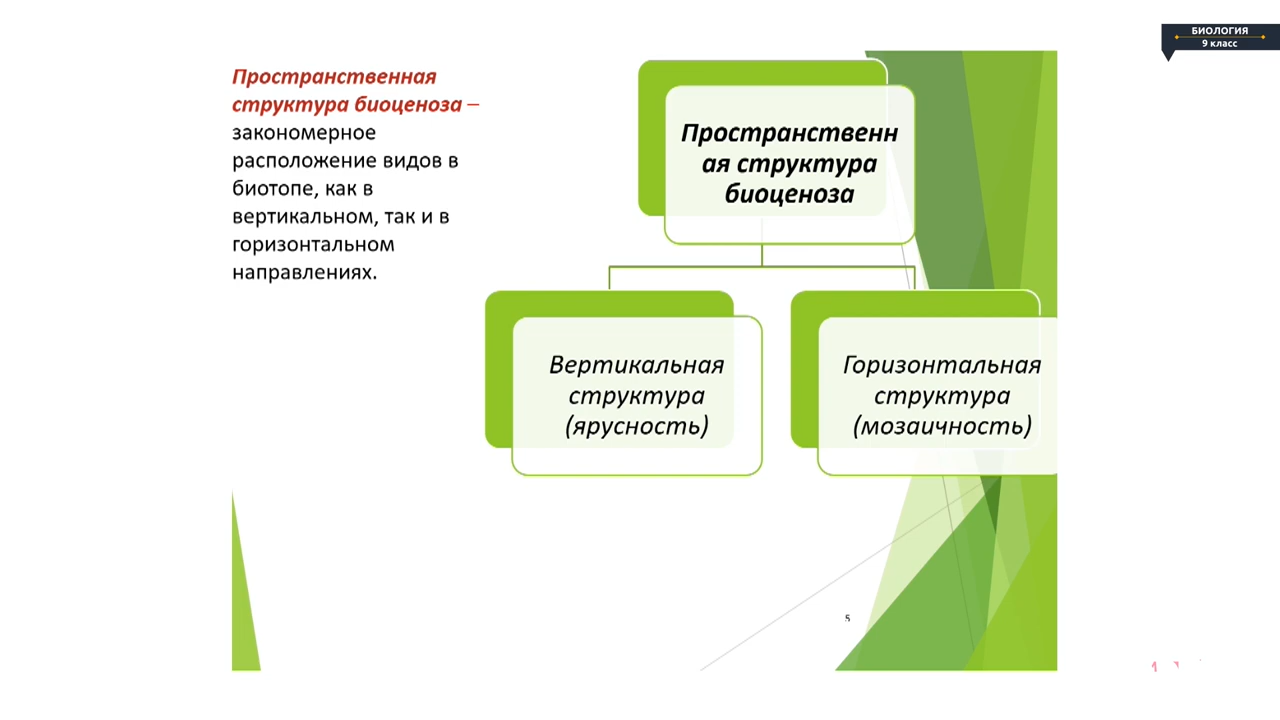 БИОЛОГИЯ
9 класс
Пространственная
структура биоценоза –
закономерное
расположение видов в
биотопе, как в
вертикальном, так и в
горизонтальном
направлениях.
Пространственн
ая структура
биоценоза
Вертикальная
структура
(ярусность)
Горизонтальная
структура
(мозаичность)
5